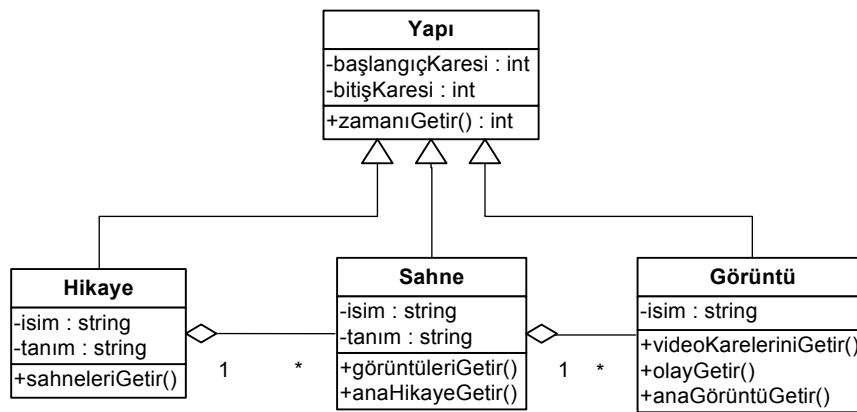 Yapı
-başlangıçKaresi : int
-bitişKaresi : int
+zamanıGetir() : int
Hikaye
-isim : string
-tanım : string
+sahneleriGetir()
1
*
Sahne
-isim : string
-tanım : string
+görüntüleriGetir()
+anaHikayeGetir()
1
*
Görüntü
-isim : string
+videoKareleriniGetir()
+olayGetir()
+anaGörüntüGetir()